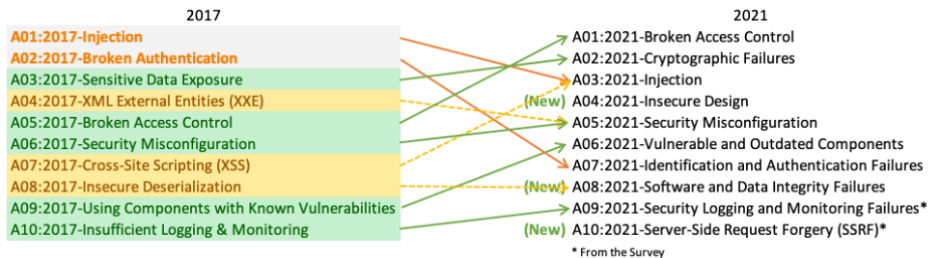 2017
A01:2017-Injection
A02:2017-Broken Authentication
A03:2017-Sensitive Data Exposure
A04:2017-XML External Entities (XXE)
A05:2017-Broken Access Control
A06:2017-Security Misconfiguration
A07:2017-Cross-Site Scripting (XSS)
A08:2017-Insecure Deserialization
A09:2017-Using Components with Known Vulnerabilities
A10:2017-Insufficient Logging & Monitoring
2021
A01:2021-Broken Access Control
A02:2021-Cryptographic Failures
A03:2021-Injection
(New) A04:2021-Insecure Design
A05:2021-Security Misconfiguration
A06:2021-Vulnerable and Outdated Components
A07:2021-Identification and Authentication Failures
(New) A08:2021-Software and Data Integrity Failures
A09:2021-Security Logging and Monitoring Failures*
(New) A10:2021-Server-Side Request Forgery (SSRF)*
* From the Survey